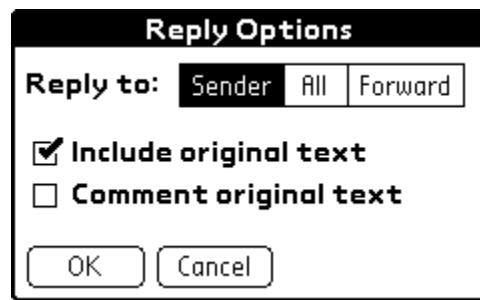 Reply Options
Reply to: Sender All Forward
Include original text
Comment original text
OK Cancel